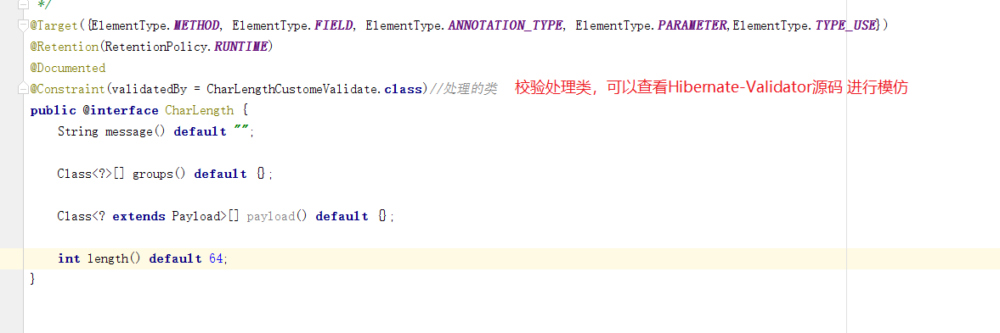 */
@Target({ElementType.METHOD, ElementType.FIELD, ElementType.ANNOTATION_TYPE, ElementType.PARAMETER,ElementType.TYPE_USE})
@Retention(RetentionPolicy.RUNTIME)
@Documented
@Constraint(validatedBy = CharLengthCustomeValidate.class)//处理的类 校验处理类，可以查看Hibernate-Validator源码 进行模仿
public @interface CharLength {
    String message() default "";
    Class<?>[] groups() default {};
    Class<? extends Payload>[] payload() default {};
    int length() default 64;
}